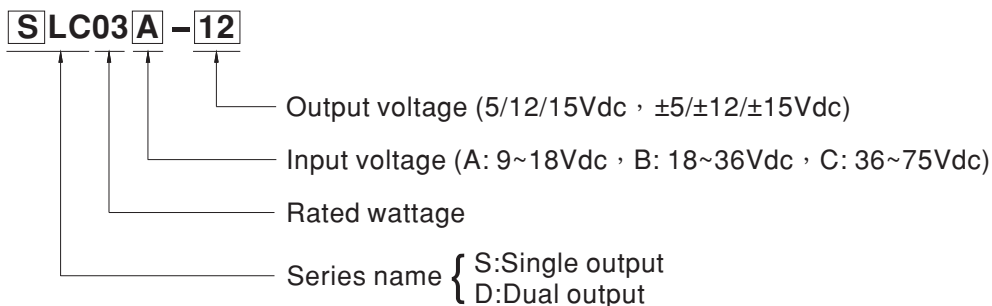 SLC03A-12
Output voltage (5/12/15Vdc，±5/±12/±15Vdc)
Input voltage (A: 9~18Vdc，B: 18~36Vdc，C: 36~75Vdc)
Rated wattage
Series name { S:Single output
D:Dual output